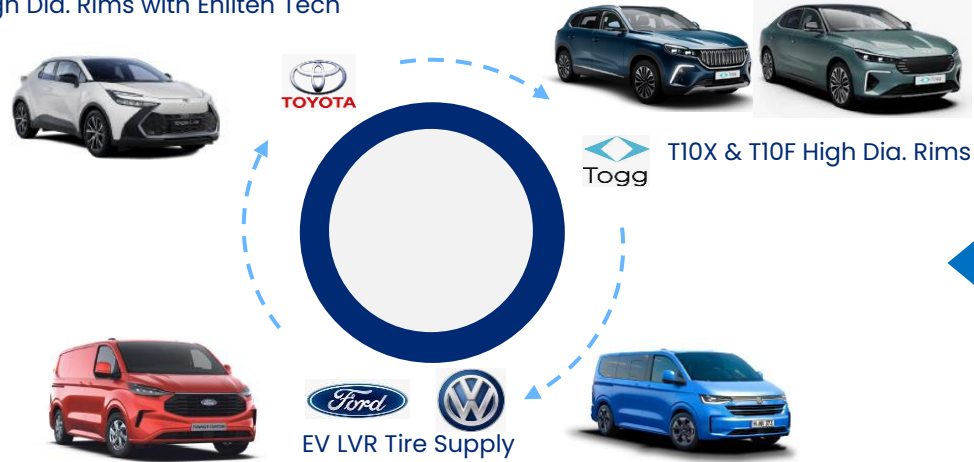 gh Dia. Rims with Enliten Tech
TOYOTA
T10X & T10F High Dia. Rims
Togg
Ford
EV LVR Tire Supply